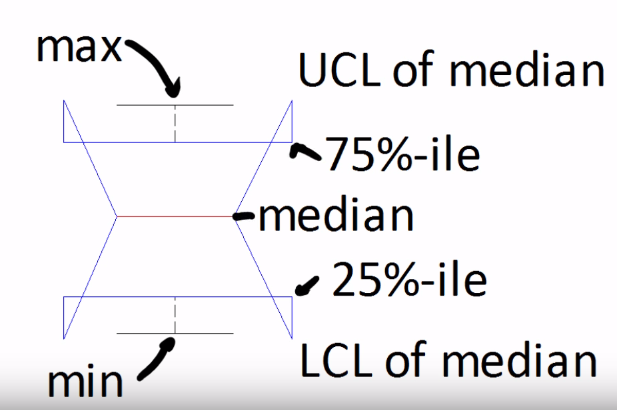 max
UCL of median
75%-ile
median
25%-ile
LCL of median
min